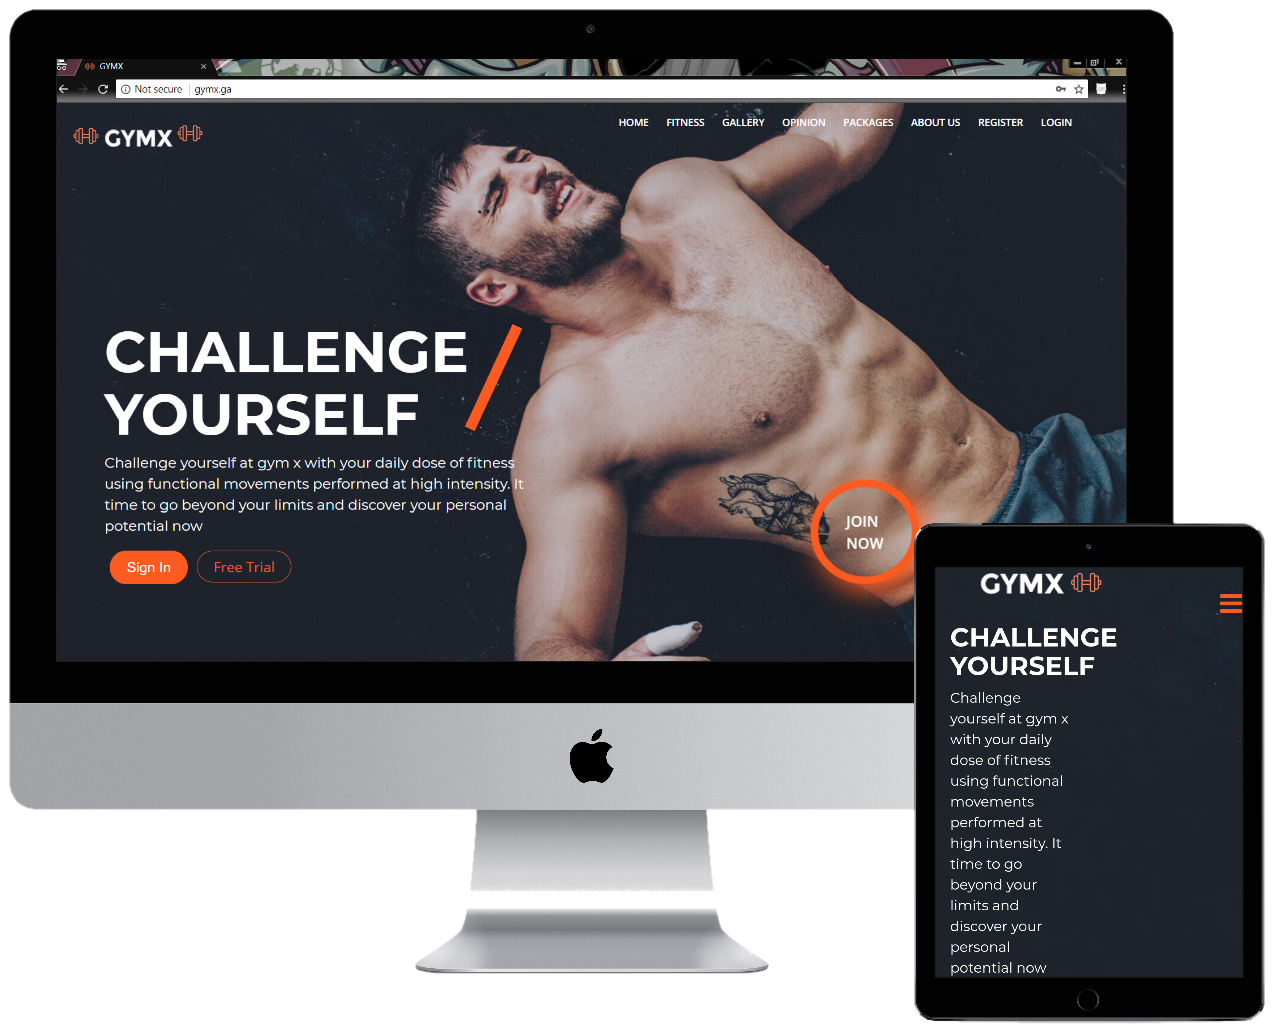 GYMX
Not secure | gymx.ga
GYMX
HOME FITNESS GALLERY OPINION PACKAGES ABOUT US REGISTER LOGIN
CHALLENGE
YOURSELF
Challenge yourself at gym x with your daily dose of fitness
using functional movements performed at high intensity. It
time to go beyond your limits and discover your personal
potential now
Sign In
Free Trial
JOIN
NOW
GYMX
CHALLENGE
YOURSELF
Challenge
yourself at gym x
with your daily
dose of fitness
using functional
movements
performed at
high intensity. It
time to go
beyond your
limits and
discover your
personal
potential now